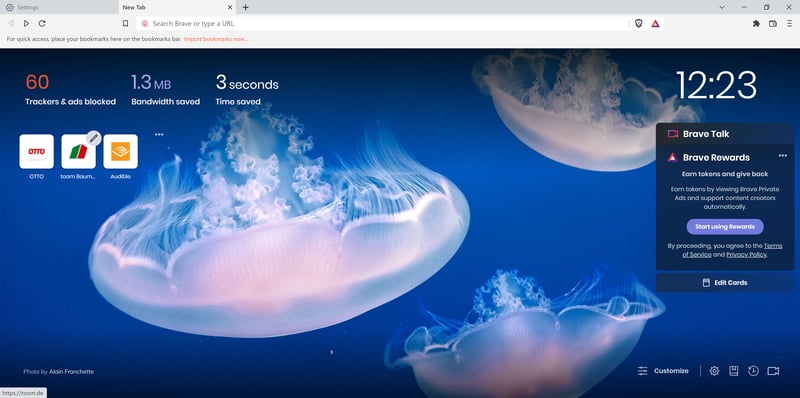 Settings
New Tab
Search Brave or type a URL
For quick access, place your bookmarks here on the bookmarks bar. Import bookmarks now...
60
Trackers & ads blocked
1.3 MB
Bandwidth saved
3 seconds
Time saved
12:23
OTTO
OTTO
toom Baum...
Audible
Brave Talk
Brave Rewards
Earn tokens and give back
Earn tokens by viewing Brave Private
Ads and support content creators
automatically.
Start using Rewards
By proceeding, you agree to the Terms
of Service and Privacy Policy.
Edit Cards
Photo by Alain Franchette
Customize
https://toom.de